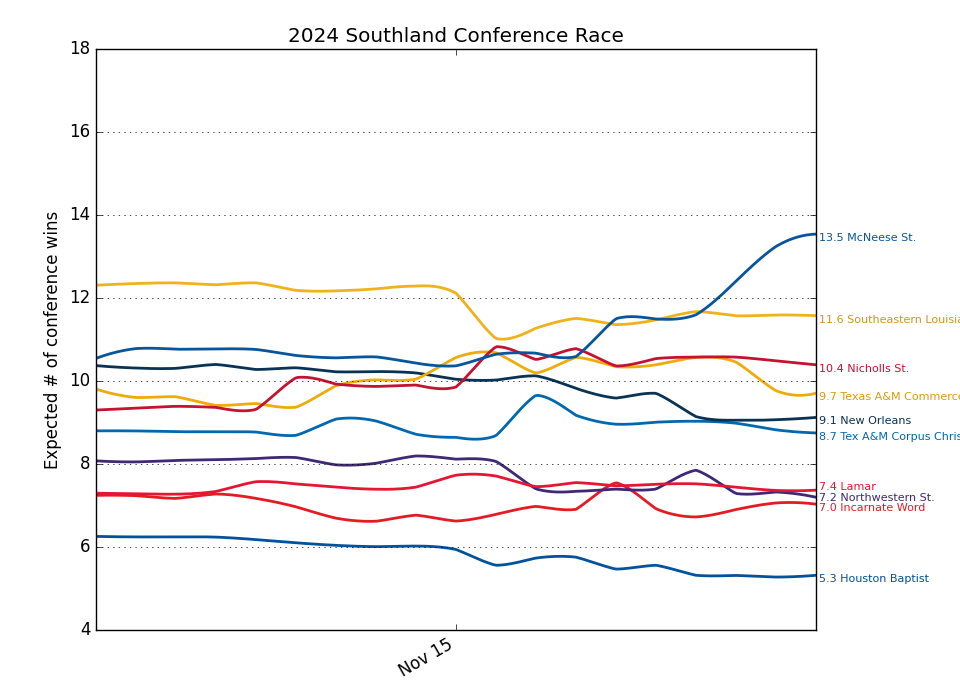 2024 Southland Conference Race
Expected # of conference wins
18
16
14
12
10
8
6
4
Nov 15
13.5 McNeese St.
11.6 Southeastern Louisia
10.4 Nicholls St.
9.7 Texas A&M Commerce
9.1 New Orleans
8.7 Tex A&M Corpus Chris
7.4 Lamar
7.2 Northwestern St.
7.0 Incarnate Word
5.3 Houston Baptist